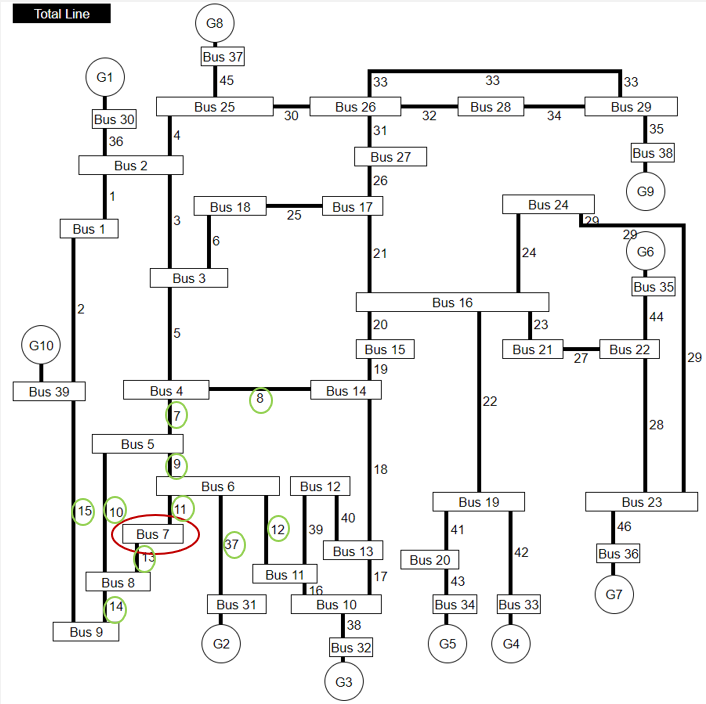 Total Line
G8
Bus 37
33
33
33
G1
45
Bus 25
30
Bus 26
32
Bus 28
34
Bus 29
Bus 30
36
4
31
35
Bus 2
Bus 27
Bus 38
26
G9
1
3
Bus 18
25
Bus 17
Bus 24
29
29
Bus 1
6
21
24
G6
Bus 3
Bus 35
2
Bus 16
44
5
20
23
G10
Bus 15
Bus 21
27
Bus 22
29
19
Bus 39
Bus 4
8
Bus 14
22
7
28
Bus 5
9
18
Bus 6
Bus 12
Bus 19
Bus 23
15
10
11
12
39
40
41
46
Bus 7
37
42
13
Bus 13
Bus 20
Bus 36
Bus 8
Bus 11
17
43
16
14
Bus 31
Bus 10
Bus 34
Bus 33
G7
Bus 9
38
G2
Bus 32
G5
G4
G3